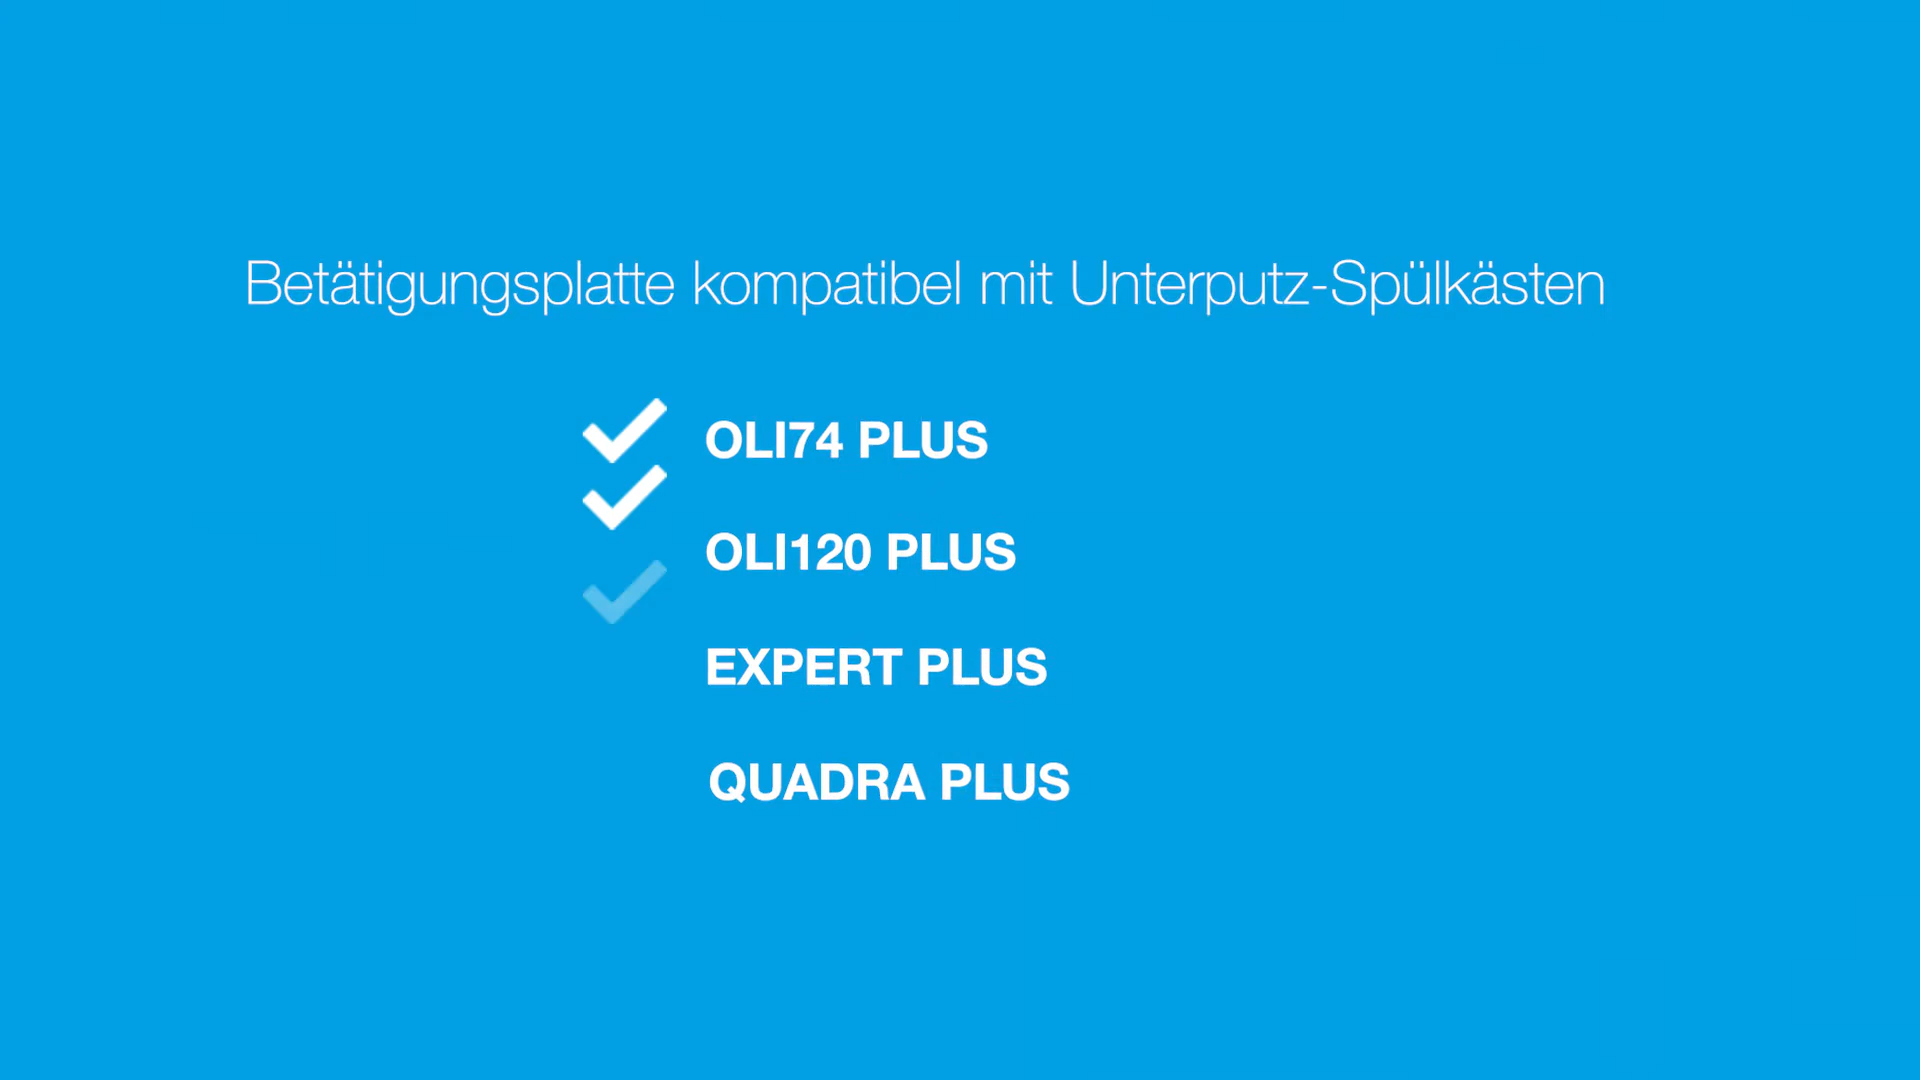 Betätigungsplatte kompatibel mit Unterputz-Spülkästen
OLI74 PLUS
OLI120 PLUS
EXPERT PLUS
QUADRA PLUS